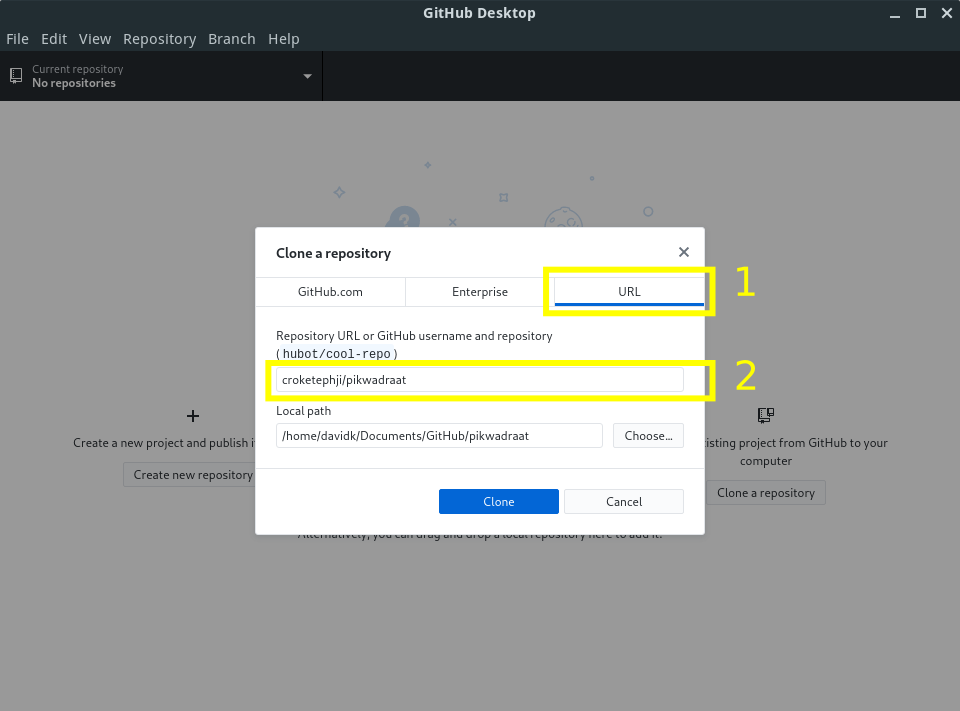 GitHub Desktop
File Edit View Repository Branch Help
Current repository
No repositories
Clone a repository
GitHub.com Enterprise URL
1
Repository URL or GitHub username and repository
(hubot/cool-repo)
croketephji/pikwadraat
2
Local path
/home/davidk/Documents/GitHub/pikwadraat
Choose...
Create a new project and publish
Create new repository
isting project from GitHub to your
computer
Clone a repository
Clone Cancel
Alternatively, you can drag and drop a local repository here to add it.